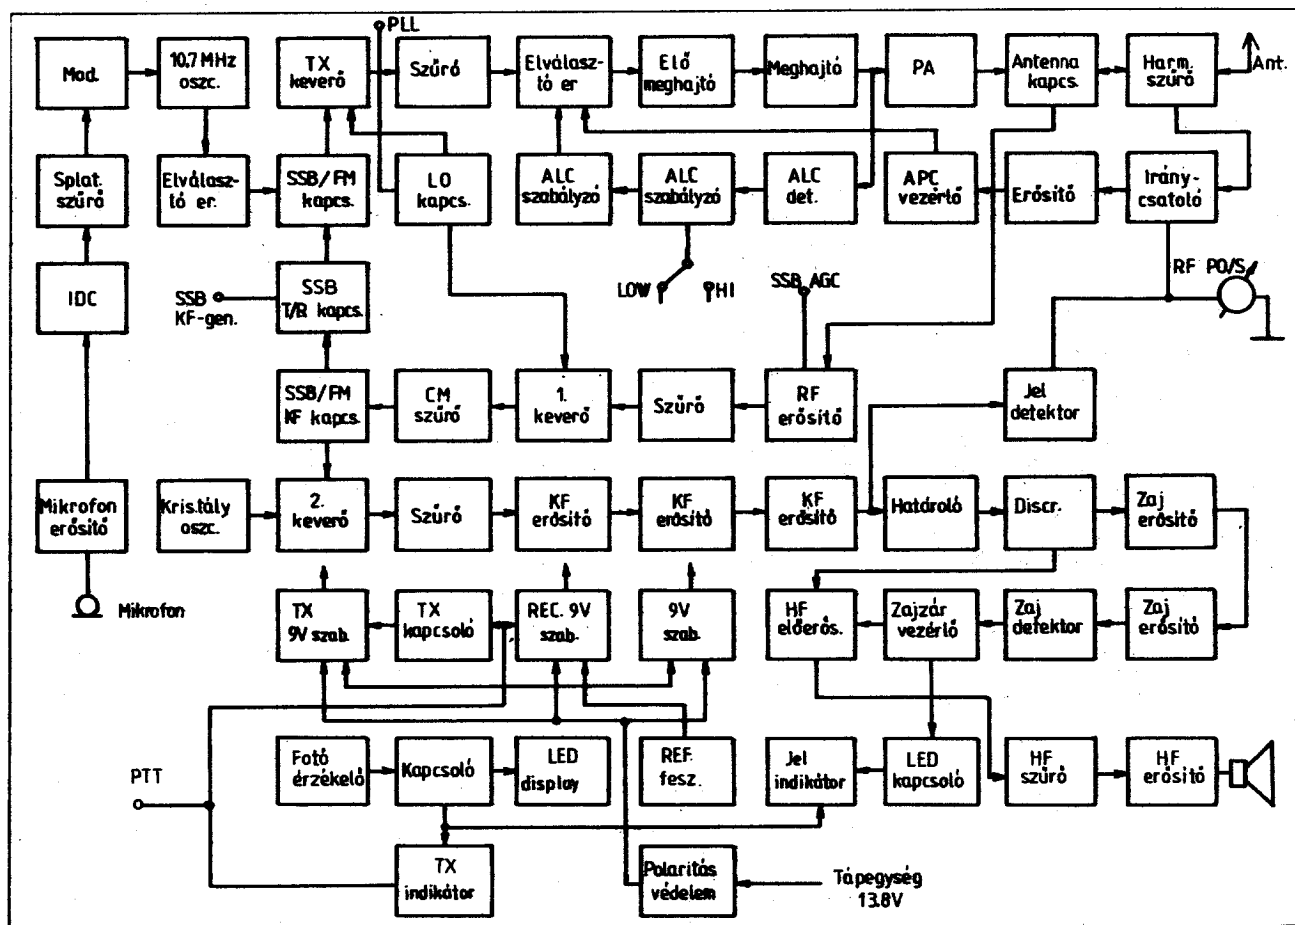 PLL
Mod.
10.7 MHz
oszc.
TX
keverő
Szűrő
Elválasz-
tó er
Elő
meghajtó
Meghajtó
PA
Antenna
kapcs.
Harm.
szűrő
Ant.
Splat.
szűrő
Elválasz-
tó er.
SSB/FM
kapcs.
LO
kapcs.
ALC
szabályzó
ALC
szabályzó
ALC
det.
APC
vezérlő
Erősítő
Irány-
csatoló
IDC
SSB
KF-gen.
SSB
T/R kapcs.
LOW
HI
SSB AGC
RF PO/S
SSB/FM
KF kapcs.
CM
szűrő
1.
keverő
Szűrő
RF
erősítő
Jel
detektor
Mikrofon
erősítő
Kristály
oszc.
2.
keverő
Szűrő
KF
erősítő
KF
erősítő
KF
erősítő
Határoló
Discr.
Zaj
erősítő
Mikrofon
TX
9V szab.
TX
kapcsoló
REC. 9V
szab.
9V
szab.
HF
előerős.
Zajzár
vezérlő
Zaj
detektor
Zaj
erősítő
PTT
Fotó
érzékelő
Kapcsoló
LED
display
REF.
fesz.
Jel
indikátor
LED
kapcsoló
HF
szűrő
HF
erősítő
TX
indikátor
Polaritás
védelem
Tápegység
13.8V